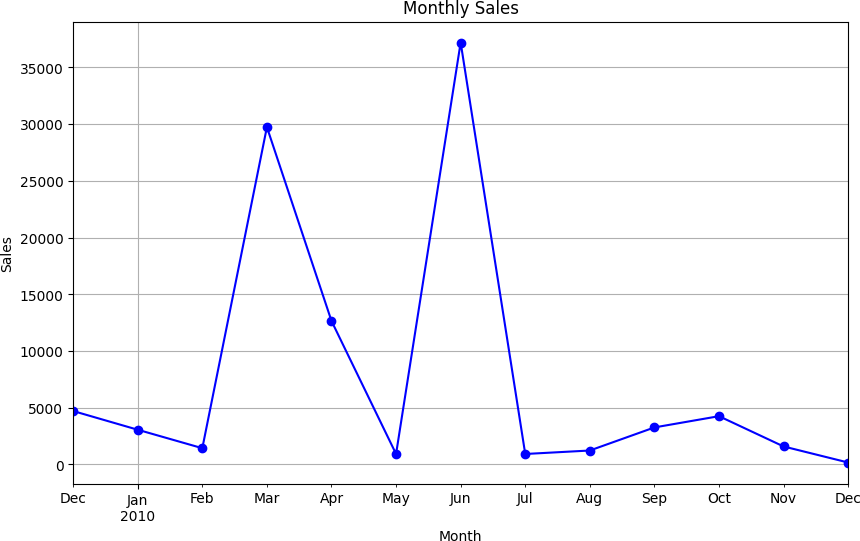 Monthly Sales
Sales
35000
30000
25000
20000
15000
10000
5000
0
Dec Jan Feb Mar Apr May Jun Jul Aug Sep Oct Nov Dec
2010
Month